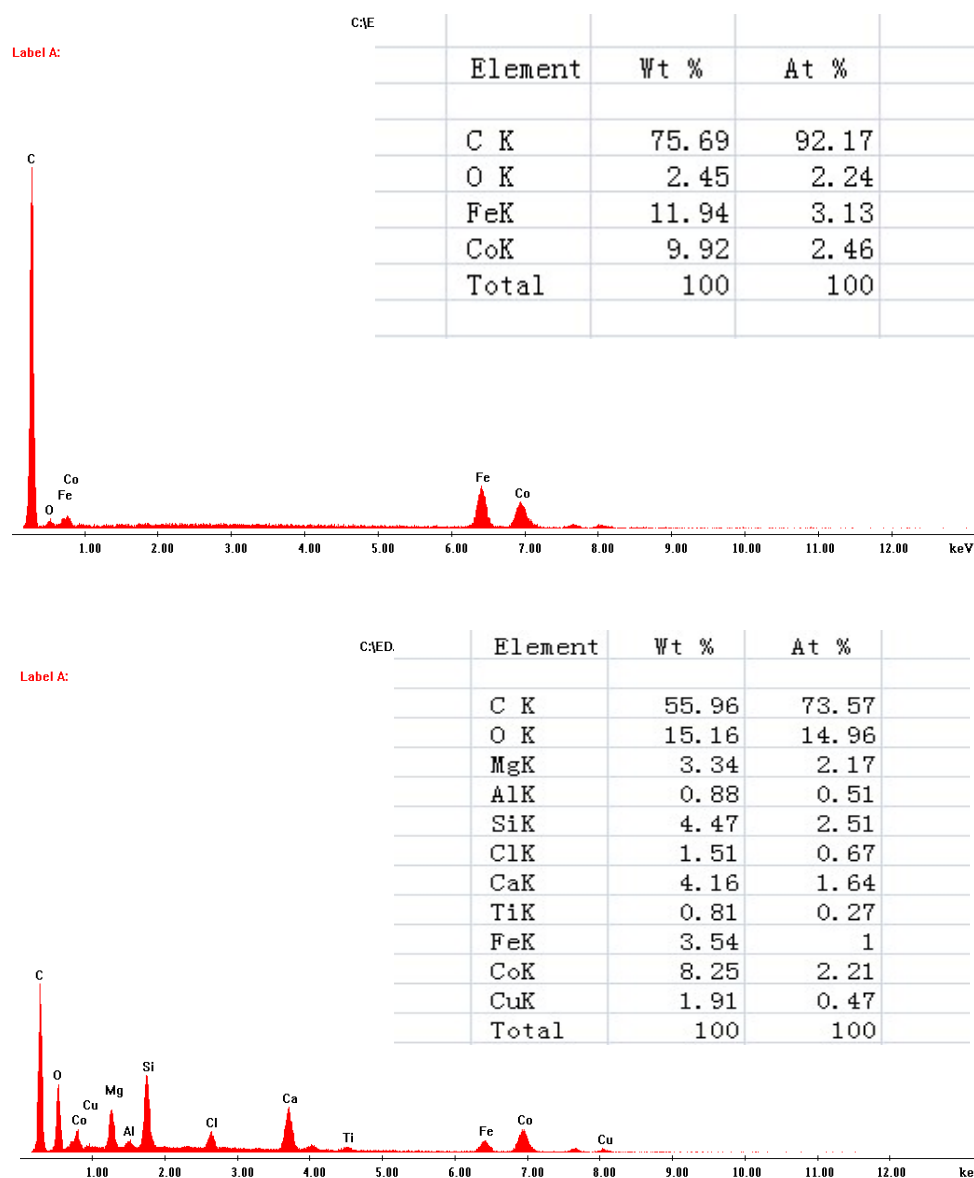 C:\E
Label A:
Element Wt % At %
C K 75.69 92.17
O K 2.45 2.24
FeK 11.94 3.13
CoK 9.92 2.46
Total 100 100
C
Co
Fe
O
Fe
Co
1.00 2.00 3.00 4.00 5.00 6.00 7.00 8.00 9.00 10.00 11.00 12.00 keV
C:\ED.
Label A:
Element Wt % At %
C K 55.96 73.57
O K 15.16 14.96
MgK 3.34 2.17
AlK 0.88 0.51
SiK 4.47 2.51
ClK 1.51 0.67
CaK 4.16 1.64
TiK 0.81 0.27
FeK 3.54 1
CoK 8.25 2.21
CuK 1.91 0.47
Total 100 100
C
O
Cu
Co
Mg
Al
Si
Cl
Ca
Ti
Fe
Co
Cu
1.00 2.00 3.00 4.00 5.00 6.00 7.00 8.00 9.00 10.00 11.00 12.00 ke